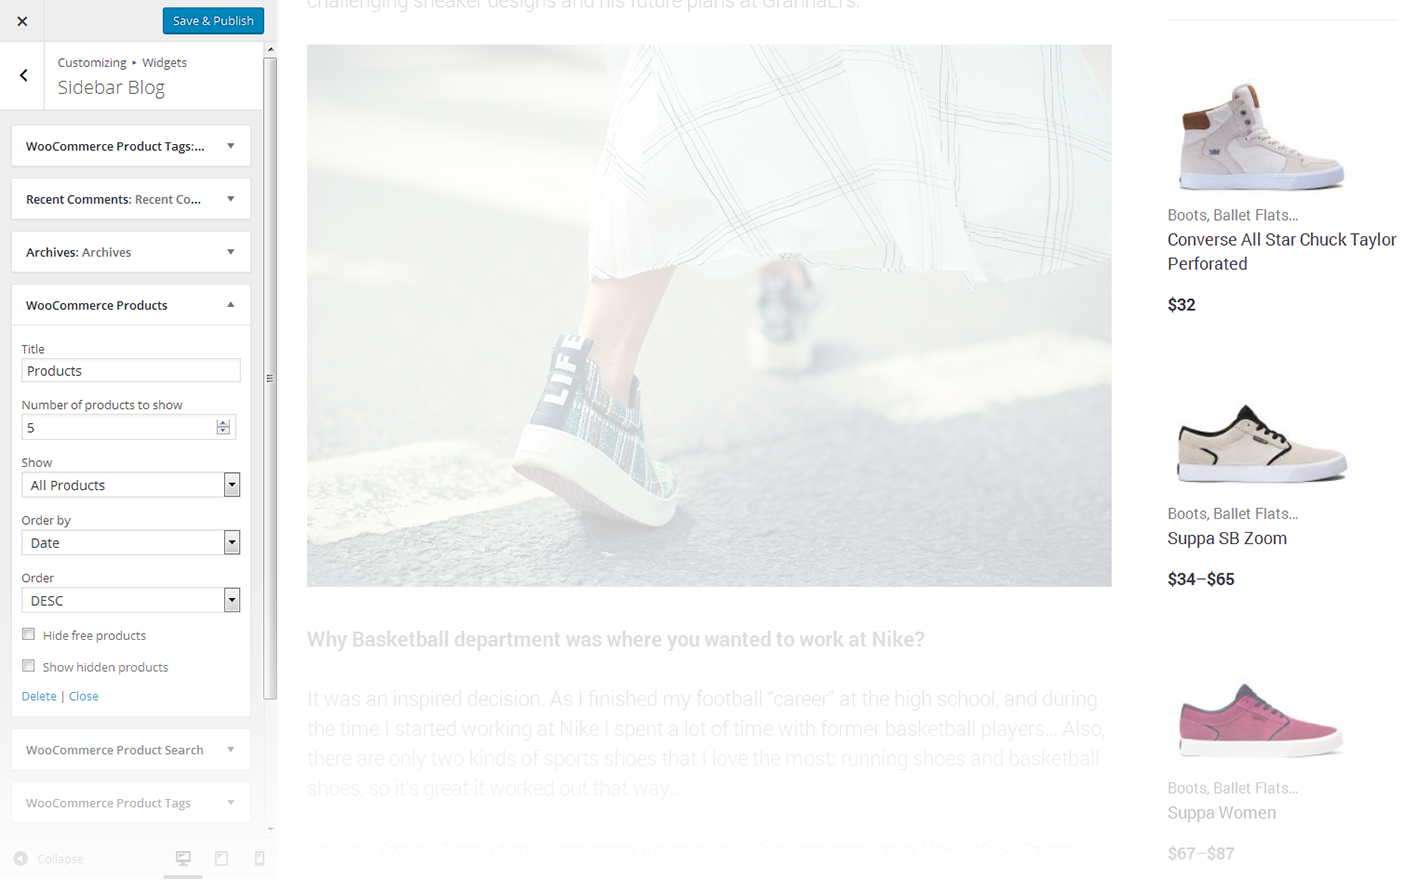 Save & Publish
Customizing ▸ Widgets
Sidebar Blog
WooCommerce Product Tags:...
Recent Comments: Recent Co...
Archives: Archives
WooCommerce Products
Title
Products
Number of products to show
5
Show
All Products
Order by
Date
Order
DESC
Hide free products
Show hidden products
Delete | Close
WooCommerce Product Search
WooCommerce Product Tags
Collapse
challenging sneaker designs and his future plans at
LIFE
Why Basketball department was where you wanted to work at Nike?
It was an inspired decision. As I finished my football “career” at the high school, and during
the time I started working at Nike I spent a lot of time with former basketball players... Also,
there are only two kinds of sports shoes that I love the most: running shoes and basketball
shoes, so it's great it worked out that way...
Boots, Ballet Flats...
Converse All Star Chuck Taylor
Perforated
$32
Boots, Ballet Flats...
Suppa SB Zoom
$34–$65
Boots, Ballet Flats...
Suppa Women
$67–$87